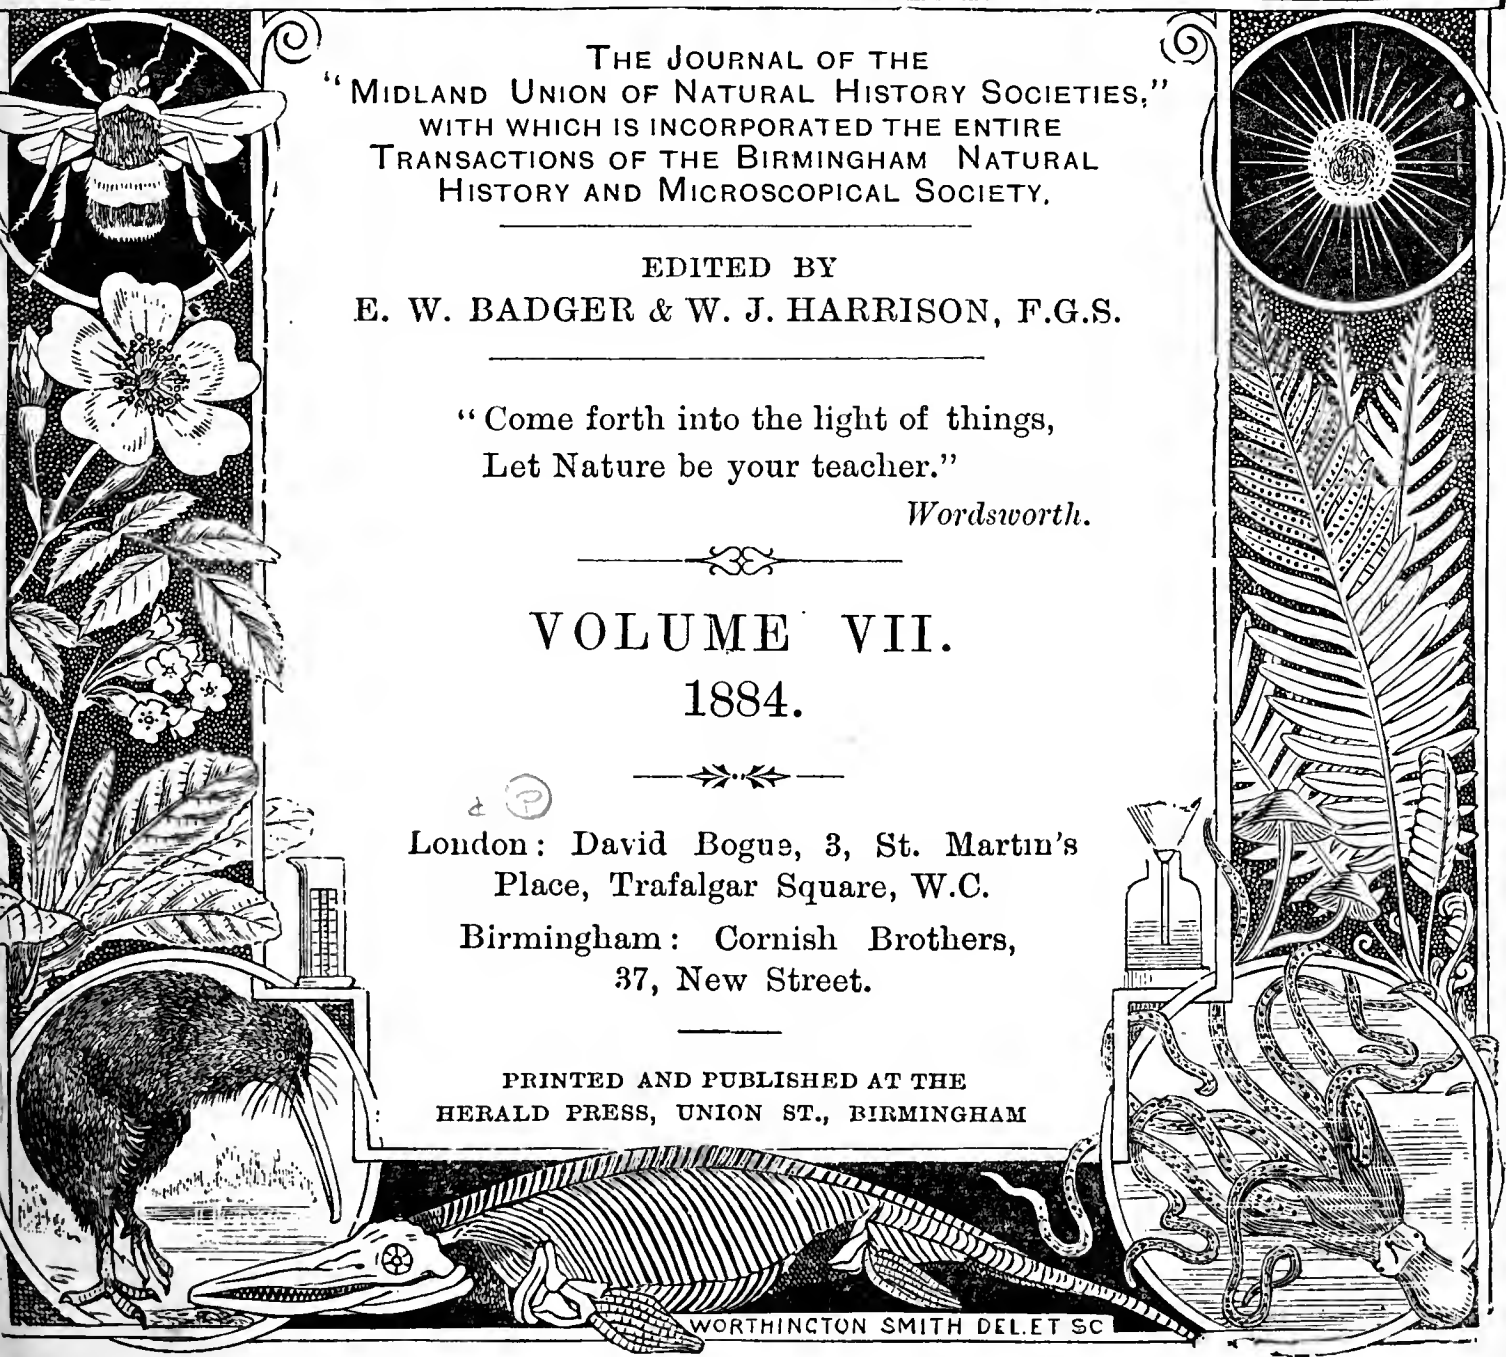 THE JOURNAL OF THE
"MIDLAND UNION OF NATURAL HISTORY SOCIETIES,"
WITH WHICH IS INCORPORATED THE ENTIRE
TRANSACTIONS OF THE BIRMINGHAM NATURAL
HISTORY AND MICROSCOPICAL SOCIETY.
EDITED BY
E. W. BADGER & W. J. HARRISON, F.G.S.
"Come forth into the light of things,
Let Nature be your teacher."
Wordsworth.
VOLUME VII.
1884.
London: David Bogue, 3, St. Martin's
Place, Trafalgar Square, W.C.
Birmingham: Cornish Brothers,
37, New Street.
PRINTED AND PUBLISHED AT THE
HERALD PRESS, UNION ST., BIRMINGHAM
WORTHINGTON SMITH DEL.ET SC